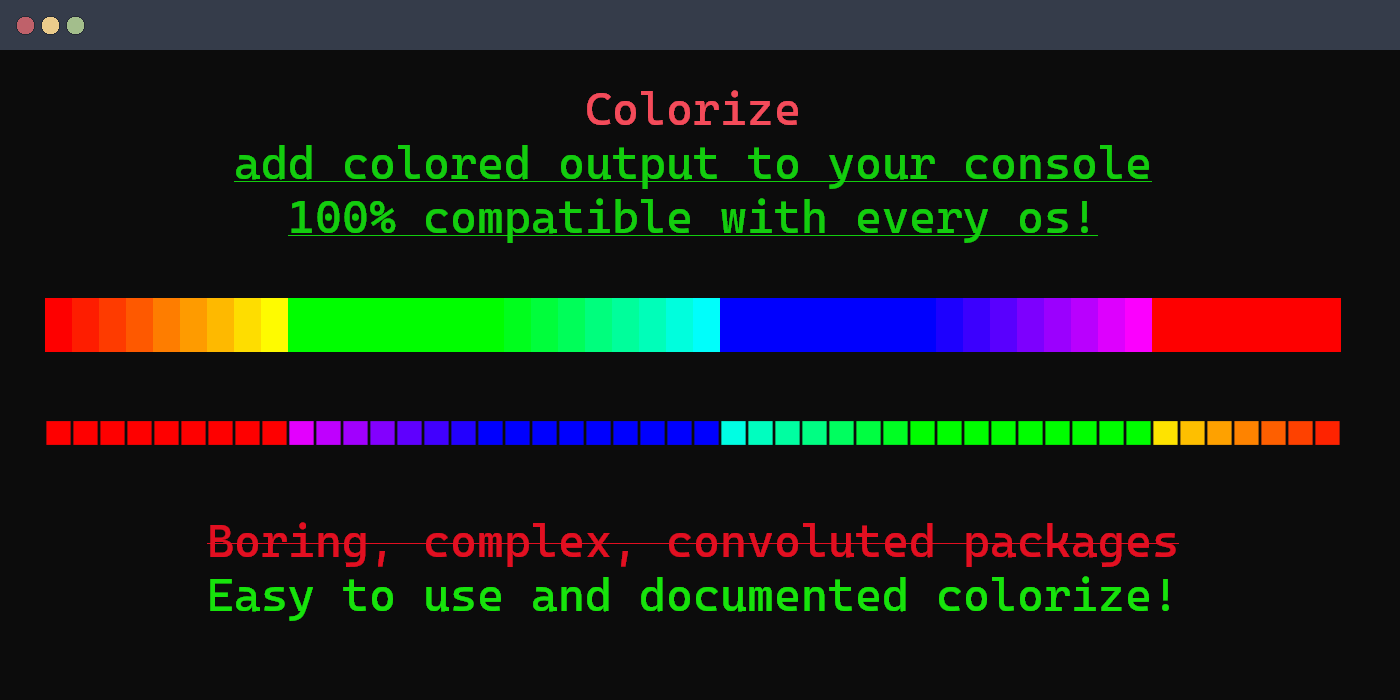 Colorize
add colored output to your console
100% compatible with every os!
Boring, complex, convoluted packages
Easy to use and documented colorize!